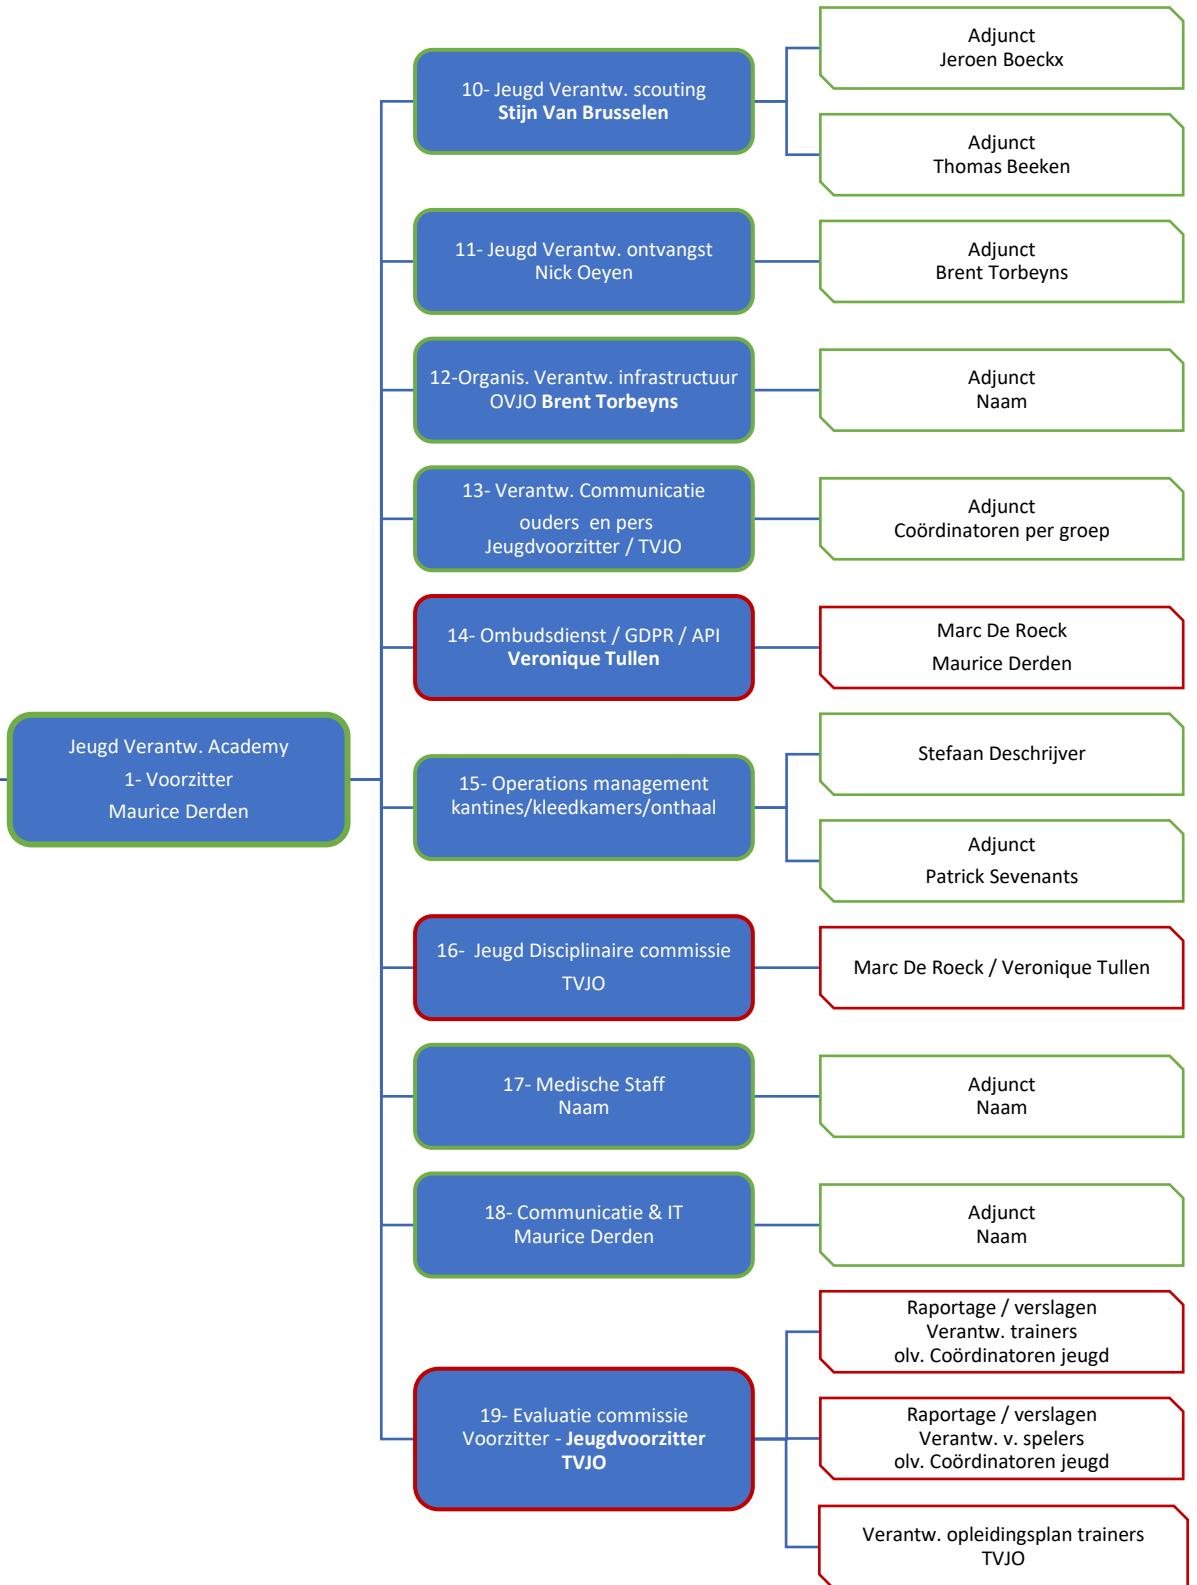 Jeugd Verantw. Academy
1- Voorzitter
Maurice Derden
10- Jeugd Verantw. scouting
Stijn Van Brusselen
Adjunct
Jeroen Boeckx
Adjunct
Thomas Beeken
11- Jeugd Verantw. ontvangst
Nick Oeyen
Adjunct
Brent Torbeyns
12-Organis. Verantw. infrastructuur
OVJO Brent Torbeyns
Adjunct
Naam
13- Verantw. Communicatie
ouders en pers
Jeugdvoorzitter / TVJO
Adjunct
Coördinatoren per groep
14- Ombudsdienst / GDPR / API
Veronique Tullen
Marc De Roeck
Maurice Derden
15- Operations management
kantines/kleedkamers/onthaal
Stefaan Deschrijver
Adjunct
Patrick Sevenants
16- Jeugd Disciplinaire commissie
TVJO
Marc De Roeck / Veronique Tullen
17- Medische Staff
Naam
Adjunct
Naam
18- Communicatie & IT
Maurice Derden
Adjunct
Naam
19- Evaluatie commissie
Voorzitter - Jeugdvoorzitter
TVJO
Raportage / verslagen
Verantw. trainers
olv. Coördinatoren jeugd
Raportage / verslagen
Verantw. v. spelers
olv. Coördinatoren jeugd
Verantw. opleidingsplan trainers
TVJO